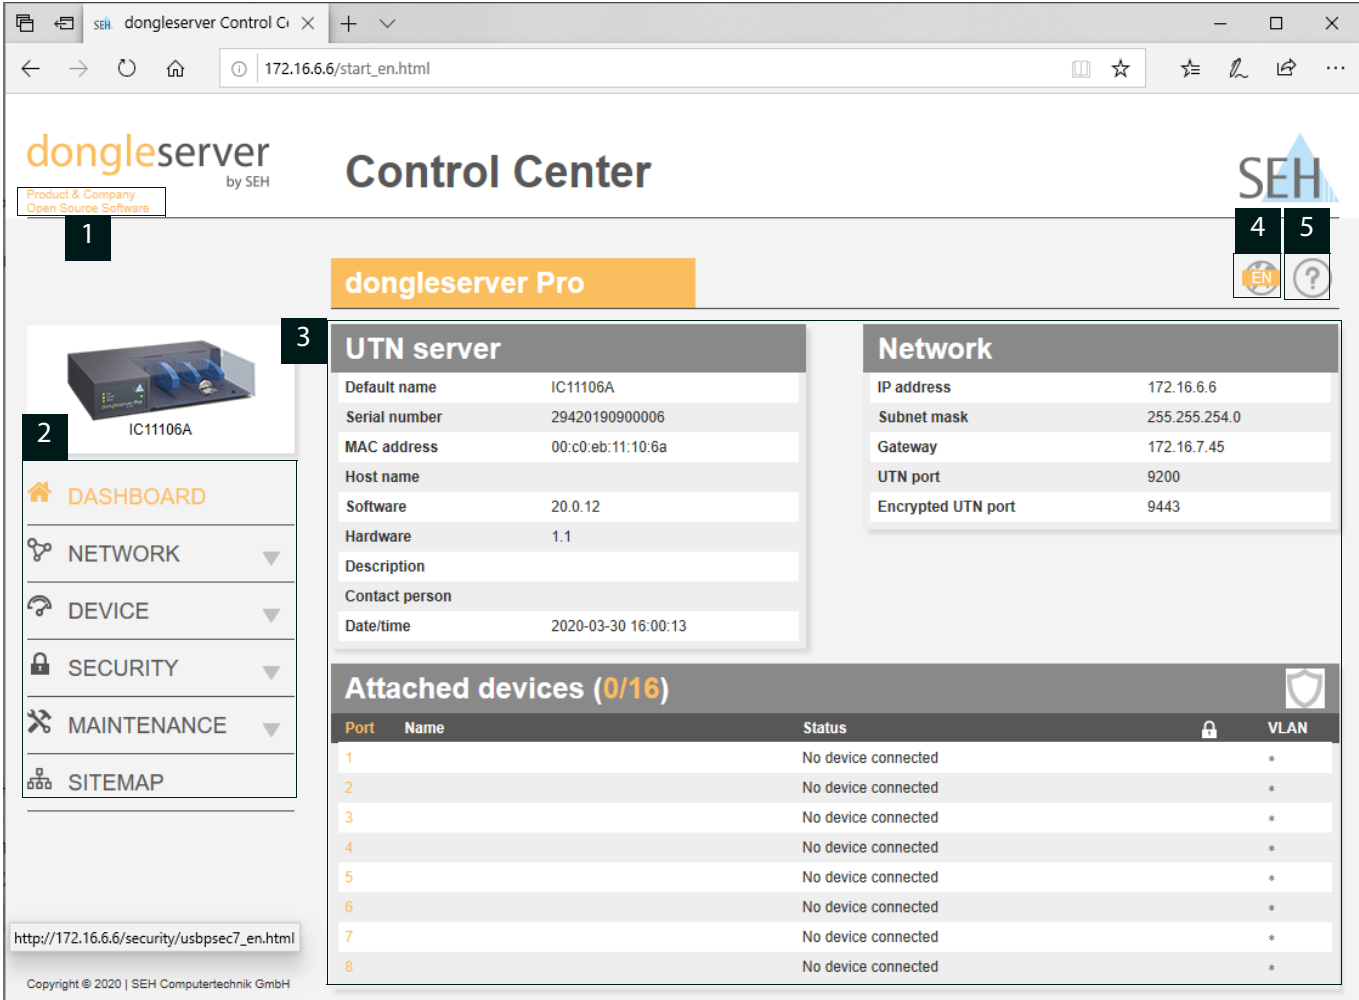 dongleserver Control C
172.16.6.6/start_en.html
dongleserver
by SEH
Product & Company
Open Source Software
Control Center
SEH
1
4
5
dongleserver Pro
EN
?
3
UTN server
Default name IC11106A
Serial number 29420190900006
MAC address 00:c0:eb:11:10:6a
Host name
Software 20.0.12
Hardware 1.1
Description
Contact person
Date/time 2020-03-30 16:00:13
Network
IP address 172.16.6.6
Subnet mask 255.255.254.0
Gateway 172.16.7.45
UTN port 9200
Encrypted UTN port 9443
dongleserver Pro
IC11106A
2
DASHBOARD
NETWORK
DEVICE
SECURITY
MAINTENANCE
SITEMAP
Attached devices (0/16)
Port Name Status VLAN
1 No device connected *
2 No device connected *
3 No device connected *
4 No device connected *
5 No device connected *
6 No device connected *
7 No device connected *
8 No device connected *
http://172.16.6.6/security/usbpsec7_en.html
Copyright © 2020 | SEH Computertechnik GmbH